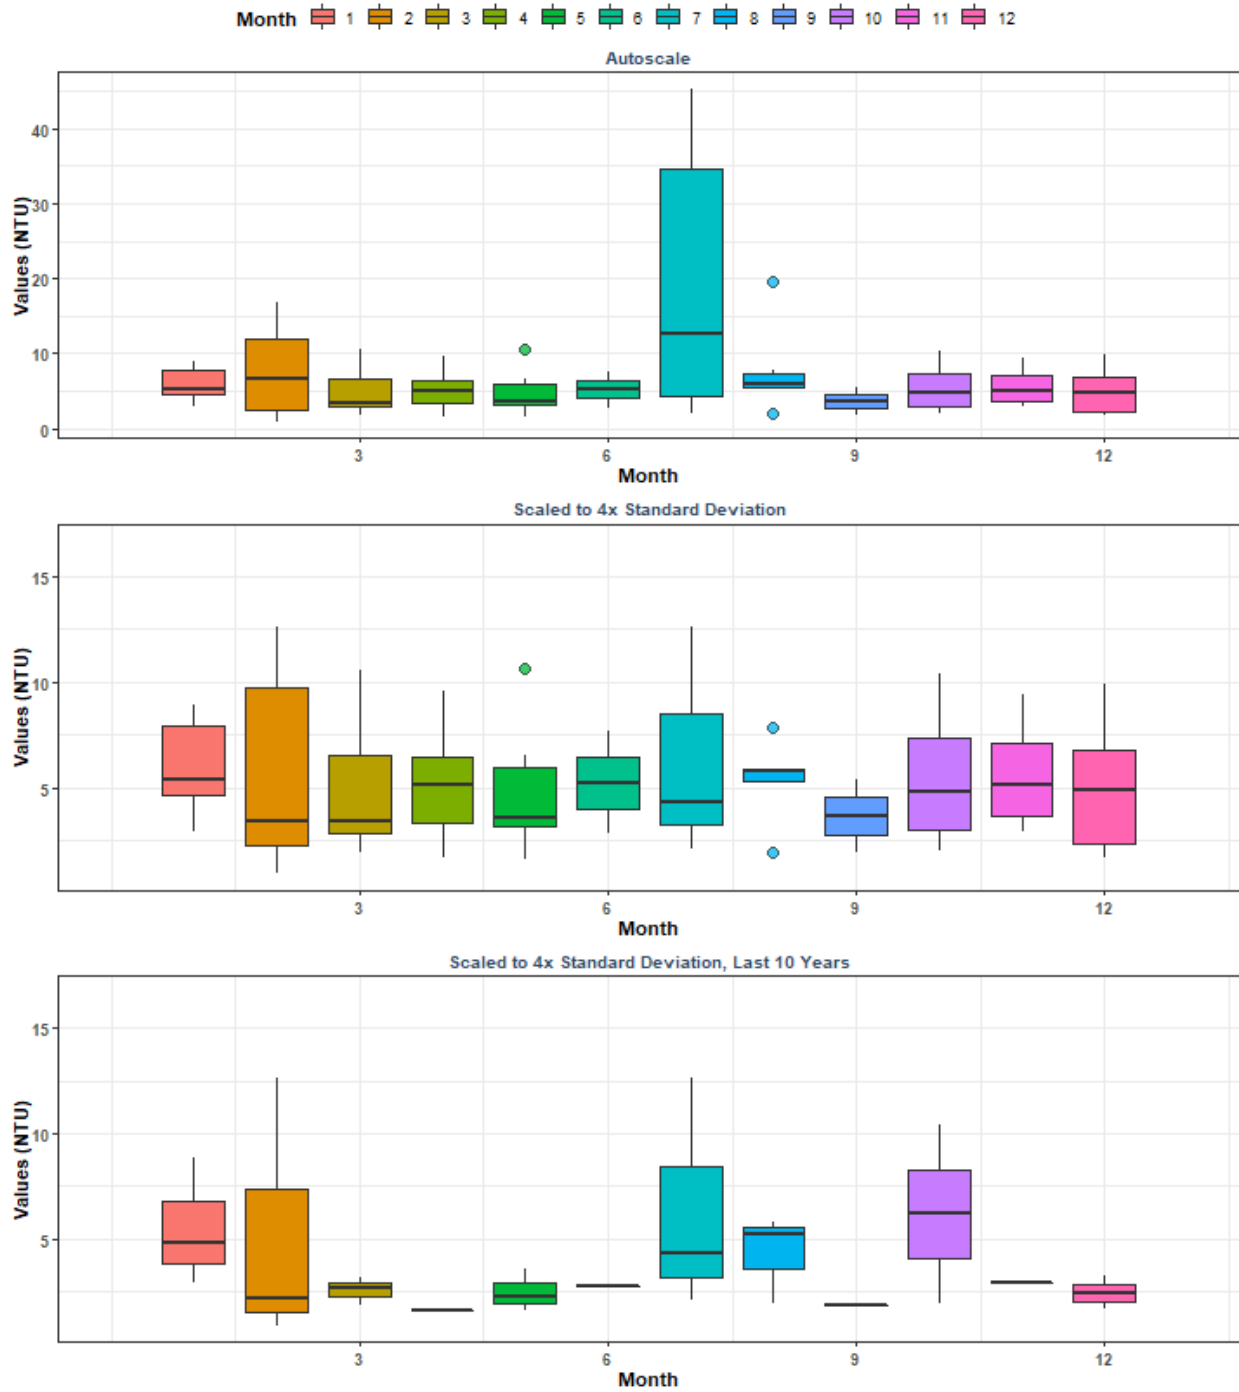 Month 1 2 3 4 5 6 7 8 9 10 11 12
Autoscale
Values (NTU)
40
30
20
10
0
3 6 9 12
Month
Scaled to 4x Standard Deviation
Values (NTU)
15
10
5
3 6 9 12
Month
Scaled to 4x Standard Deviation, Last 10 Years
Values (NTU)
15
10
5
3 6 9 12
Month